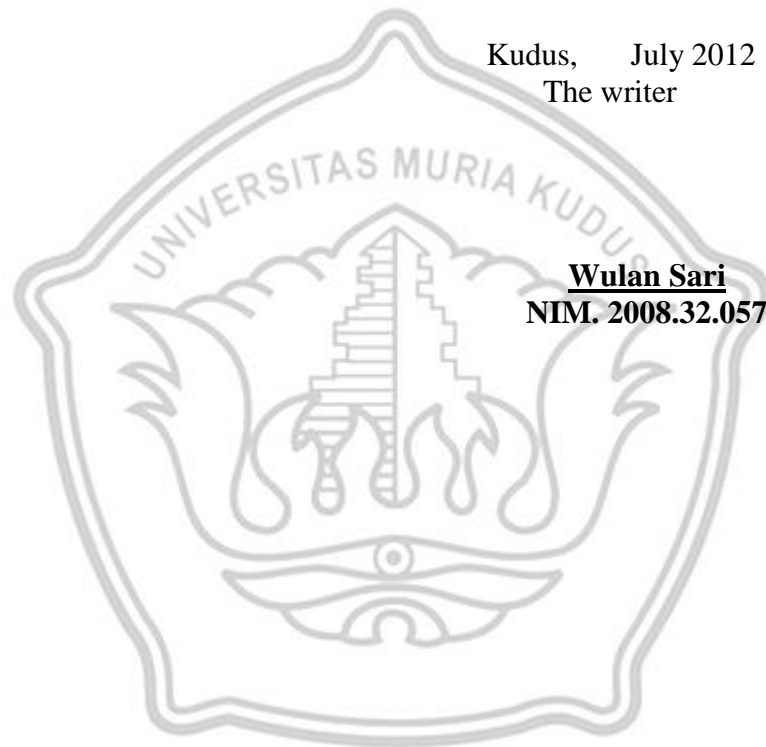 Kudus, July 2012
The writer
UNIVERSITAS MURIA KUDUS
Wulan Sari
NIM. 2008.32.057